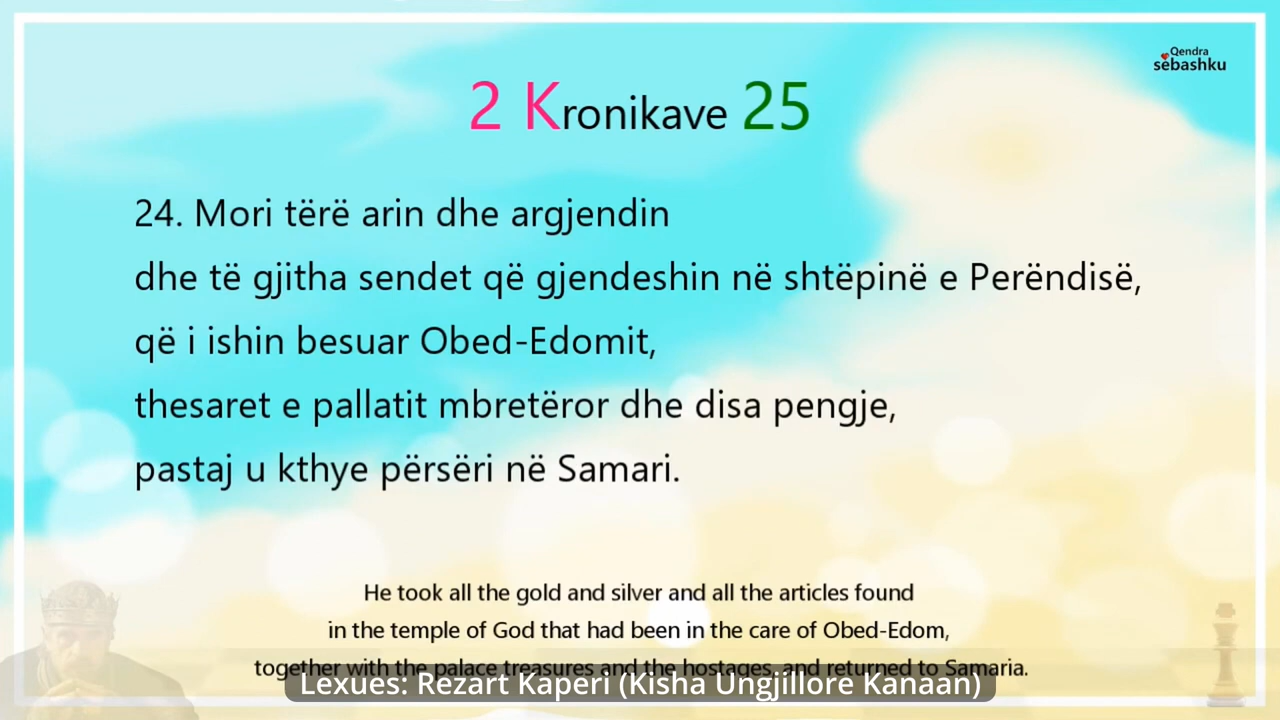 Qendra
sëbashku
2 Kronikave 25
24. Mori tërë arin dhe argjendin
dhe të gjitha sendet që gjendeshin në shtëpinë e Perëndisë,
që i ishin besuar Obed-Edomit,
thesaret e pallatit mbretëror dhe disa pengje,
pastaj u kthye përsëri në Samari.
He took all the gold and silver and all the articles found
in the temple of God that had been in the care of Obed-Edom,
together with the palace treasures and the hostages, and returned to Samaria.
Lexues: Rezart Kaperi (Kisha Ungjillore Kanaan)